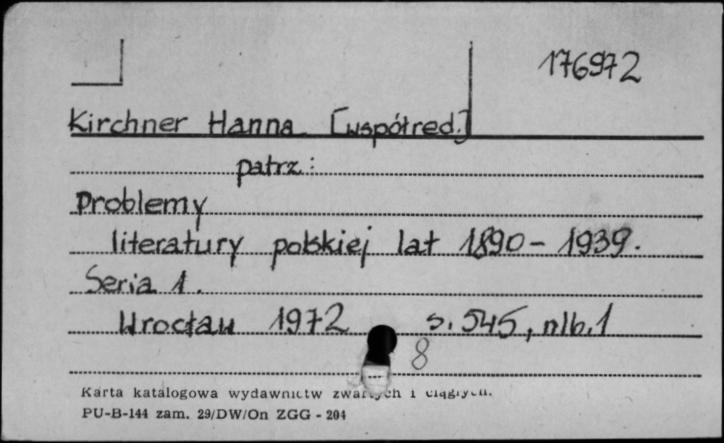 176972
Kirchner Hanna [współred.]
patrz:
Problemy
literatury polskiej lat 1890-1939.
Seria 1.
Wrocław 1972 s. 545, nlb. 1
8
Karta katalogowa wydawnictw zwartych i ciągłych.
PU-B-144 zam. 29/DW/On ZGG - 204